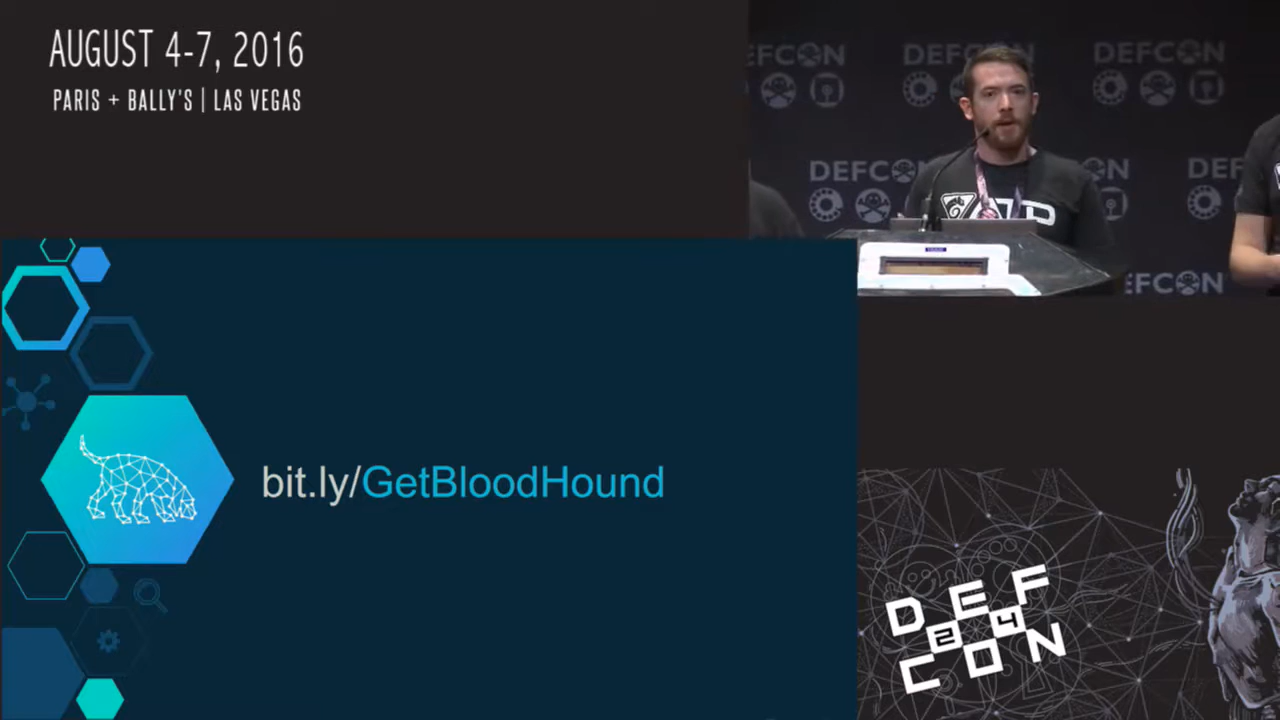 AUGUST 4-7, 2016
PARIS + BALLY'S | LAS VEGAS
DEFCON
DEFCON
DEFCON
DEFCON
DEFCON
ATD
bit.ly/GetBloodHound
DEF
24
CON